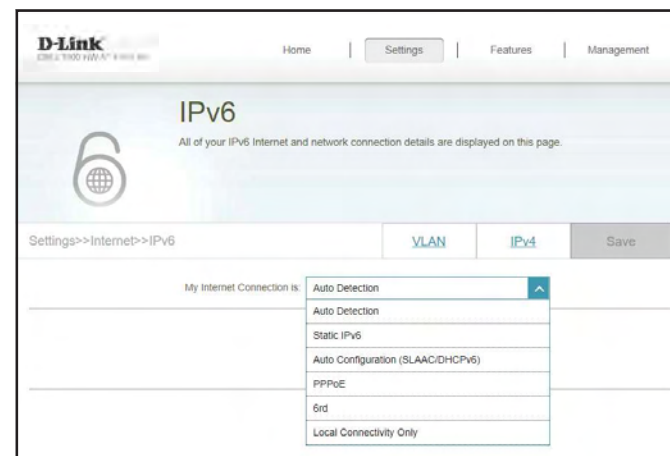 D-Link
Home | Settings | Features | Management
IPv6
All of your IPv6 Internet and network connection details are displayed on this page.
Settings>>Internet>>IPv6
VLAN
IPv4
Save
My Internet Connection is: Auto Detection
Auto Detection
Static IPv6
Auto Configuration (SLAAC/DHCPv6)
PPPoE
6rd
Local Connectivity Only